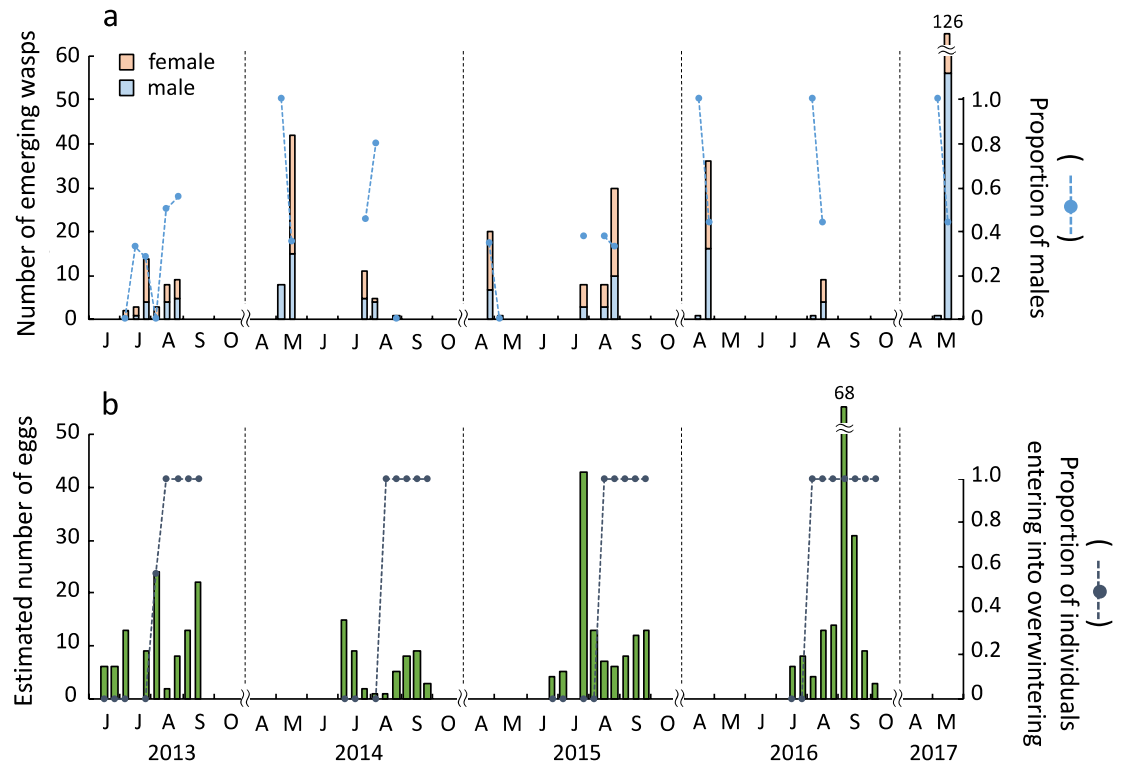 a
126
female
male
Number of emerging wasps
60
50
40
30
20
10
0
1.0
0.8
0.6
0.4
0.2
0
Proportion of males
( )
J J A S O A M J J A S O A M J J A S O A M J J A S O A M
b
68
Estimated number of eggs
50
40
30
20
10
0
1.0
0.8
0.6
0.4
0.2
0
Proportion of individuals
entering into overwintering
( )
J J A S O A M J J A S O A M J J A S O A M J J A S O A M
2013 2014 2015 2016 2017